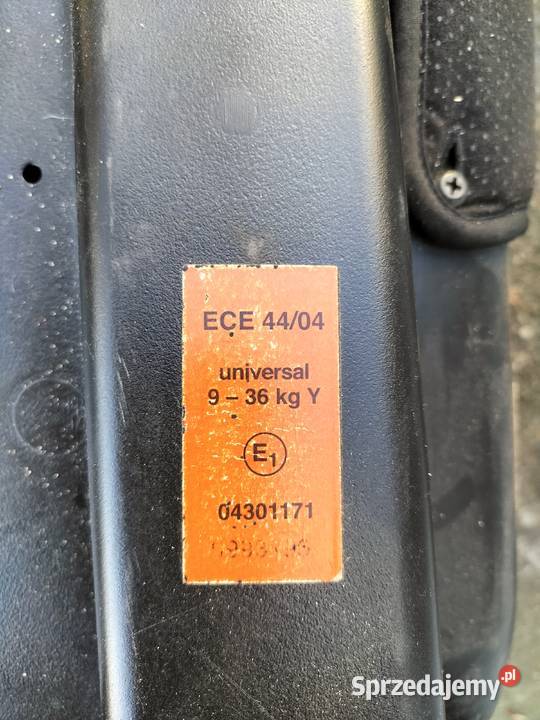 ECE 44/04
universal
9 – 36 kg Y
E1
04301171
Sprzedajemy.pl